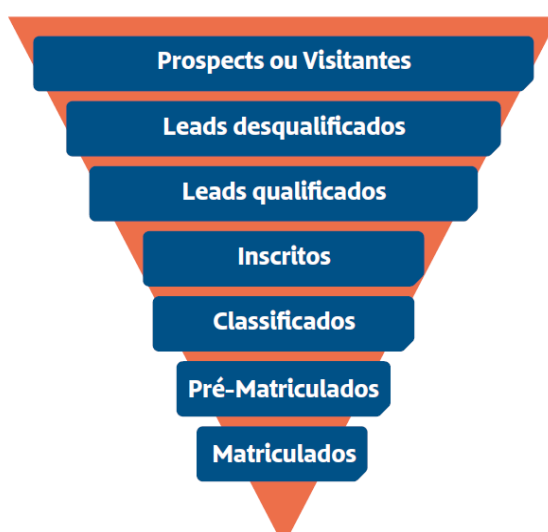 Prospects ou Visitantes
Leads desqualificados
Leads qualificados
Inscritos
Classificados
Pré-Matriculados
Matriculados